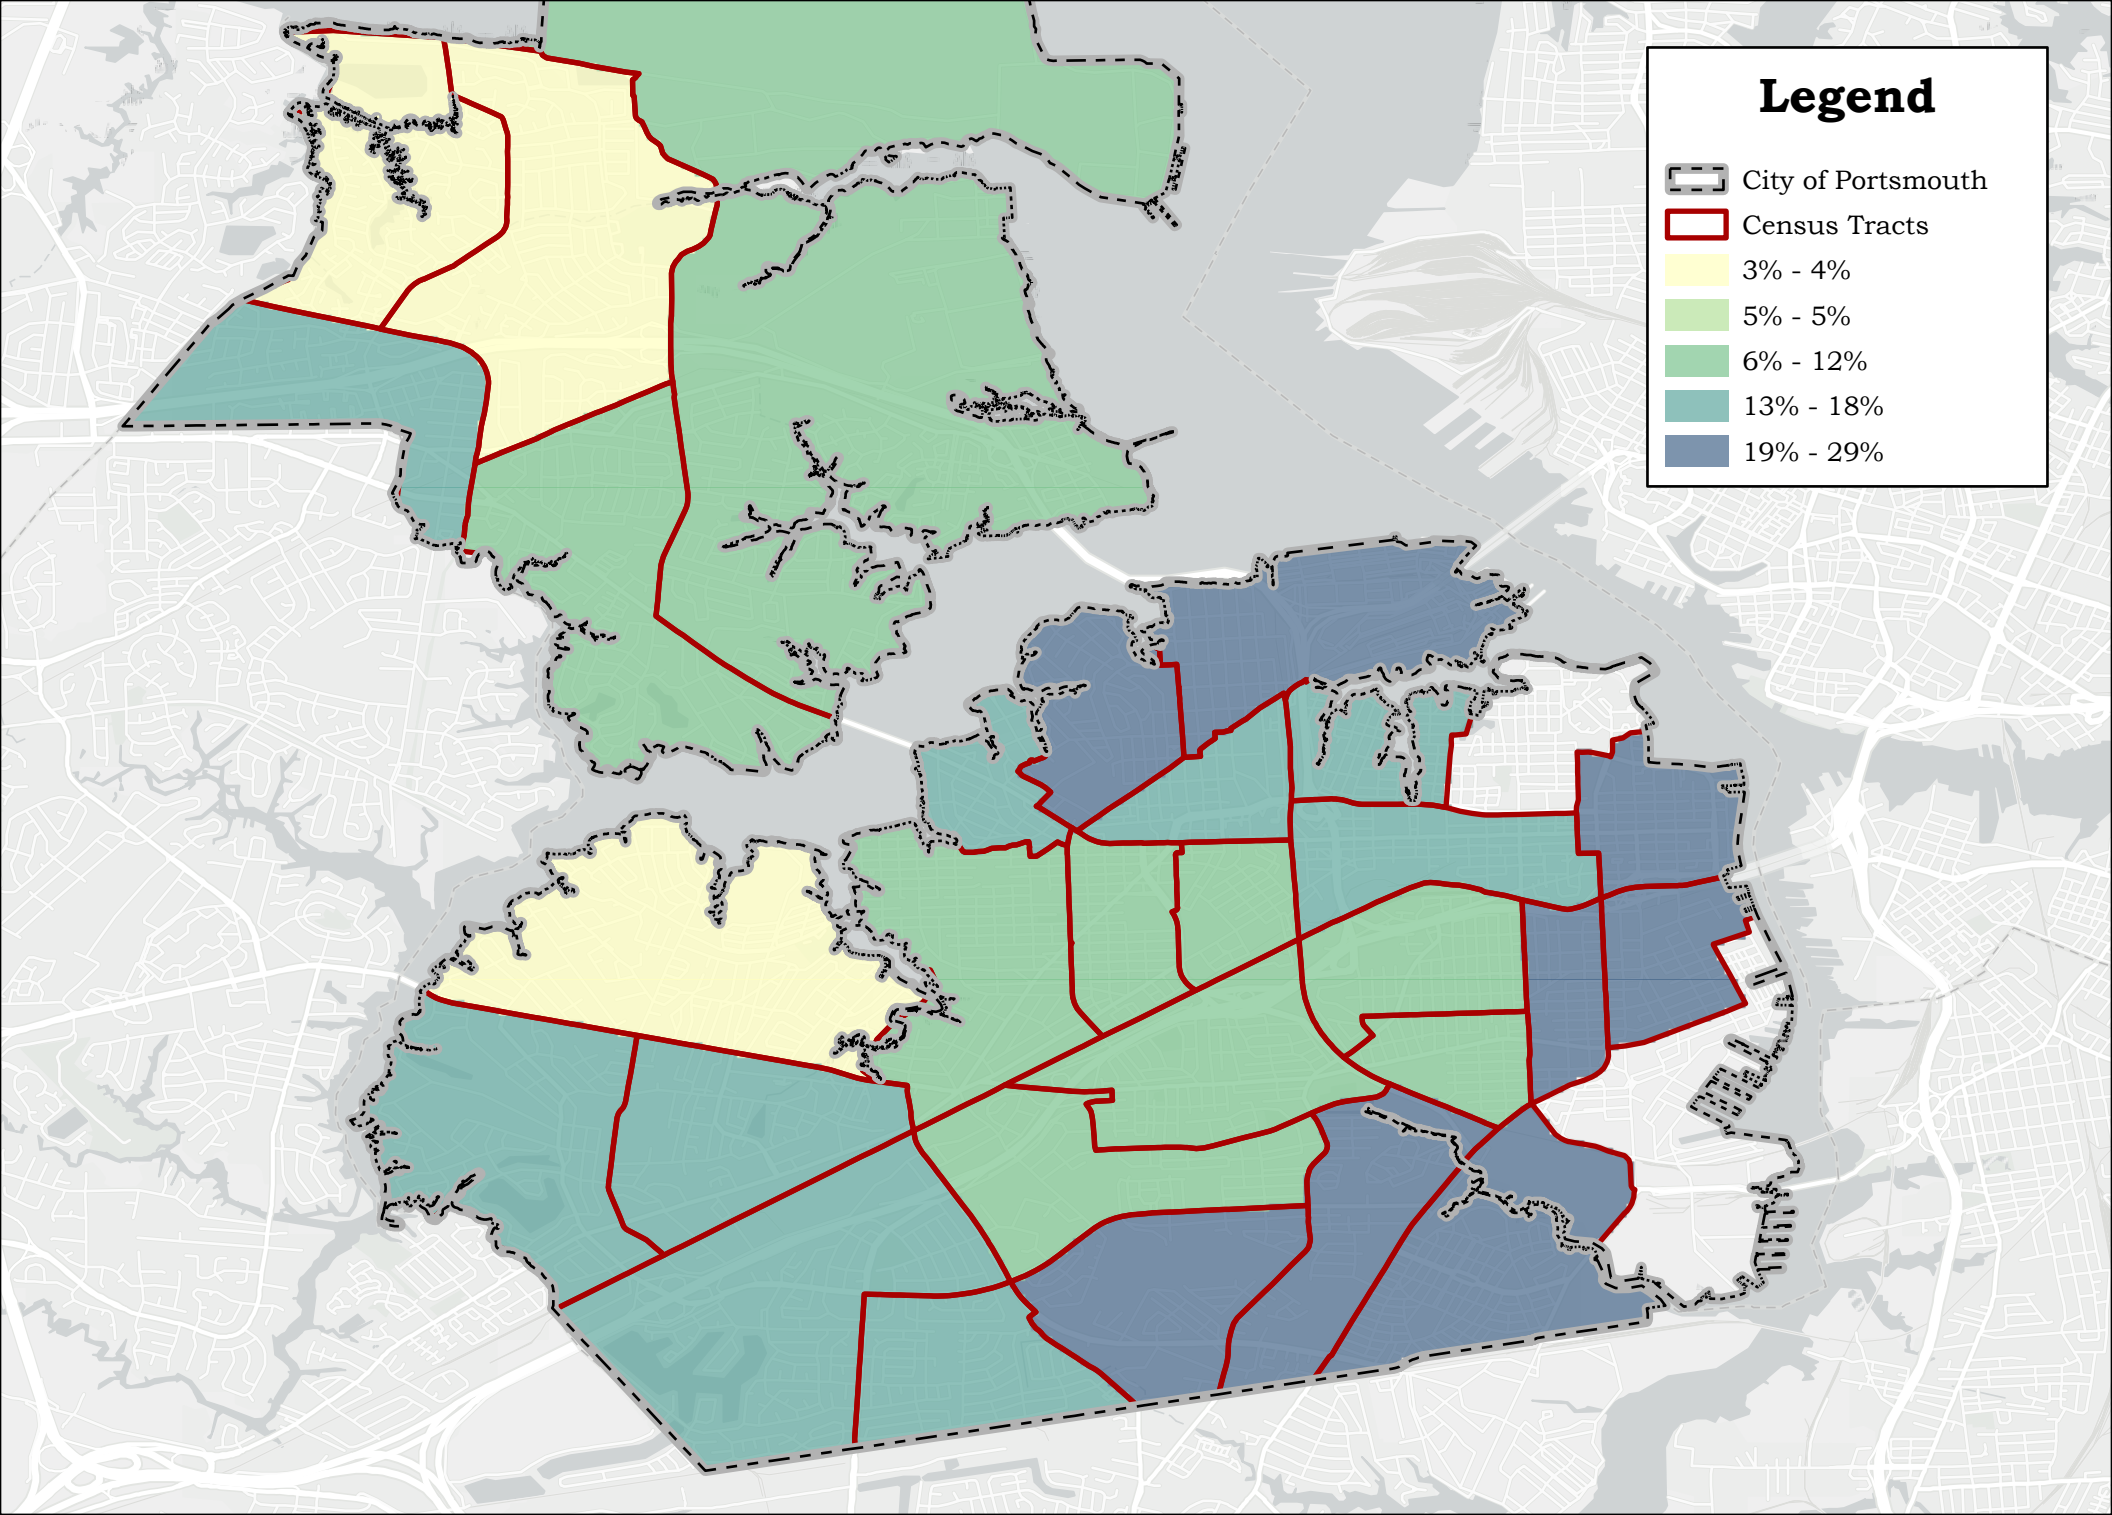 Legend
City of Portsmouth
Census Tracts
3% - 4%
5% - 5%
6% - 12%
13% - 18%
19% - 29%